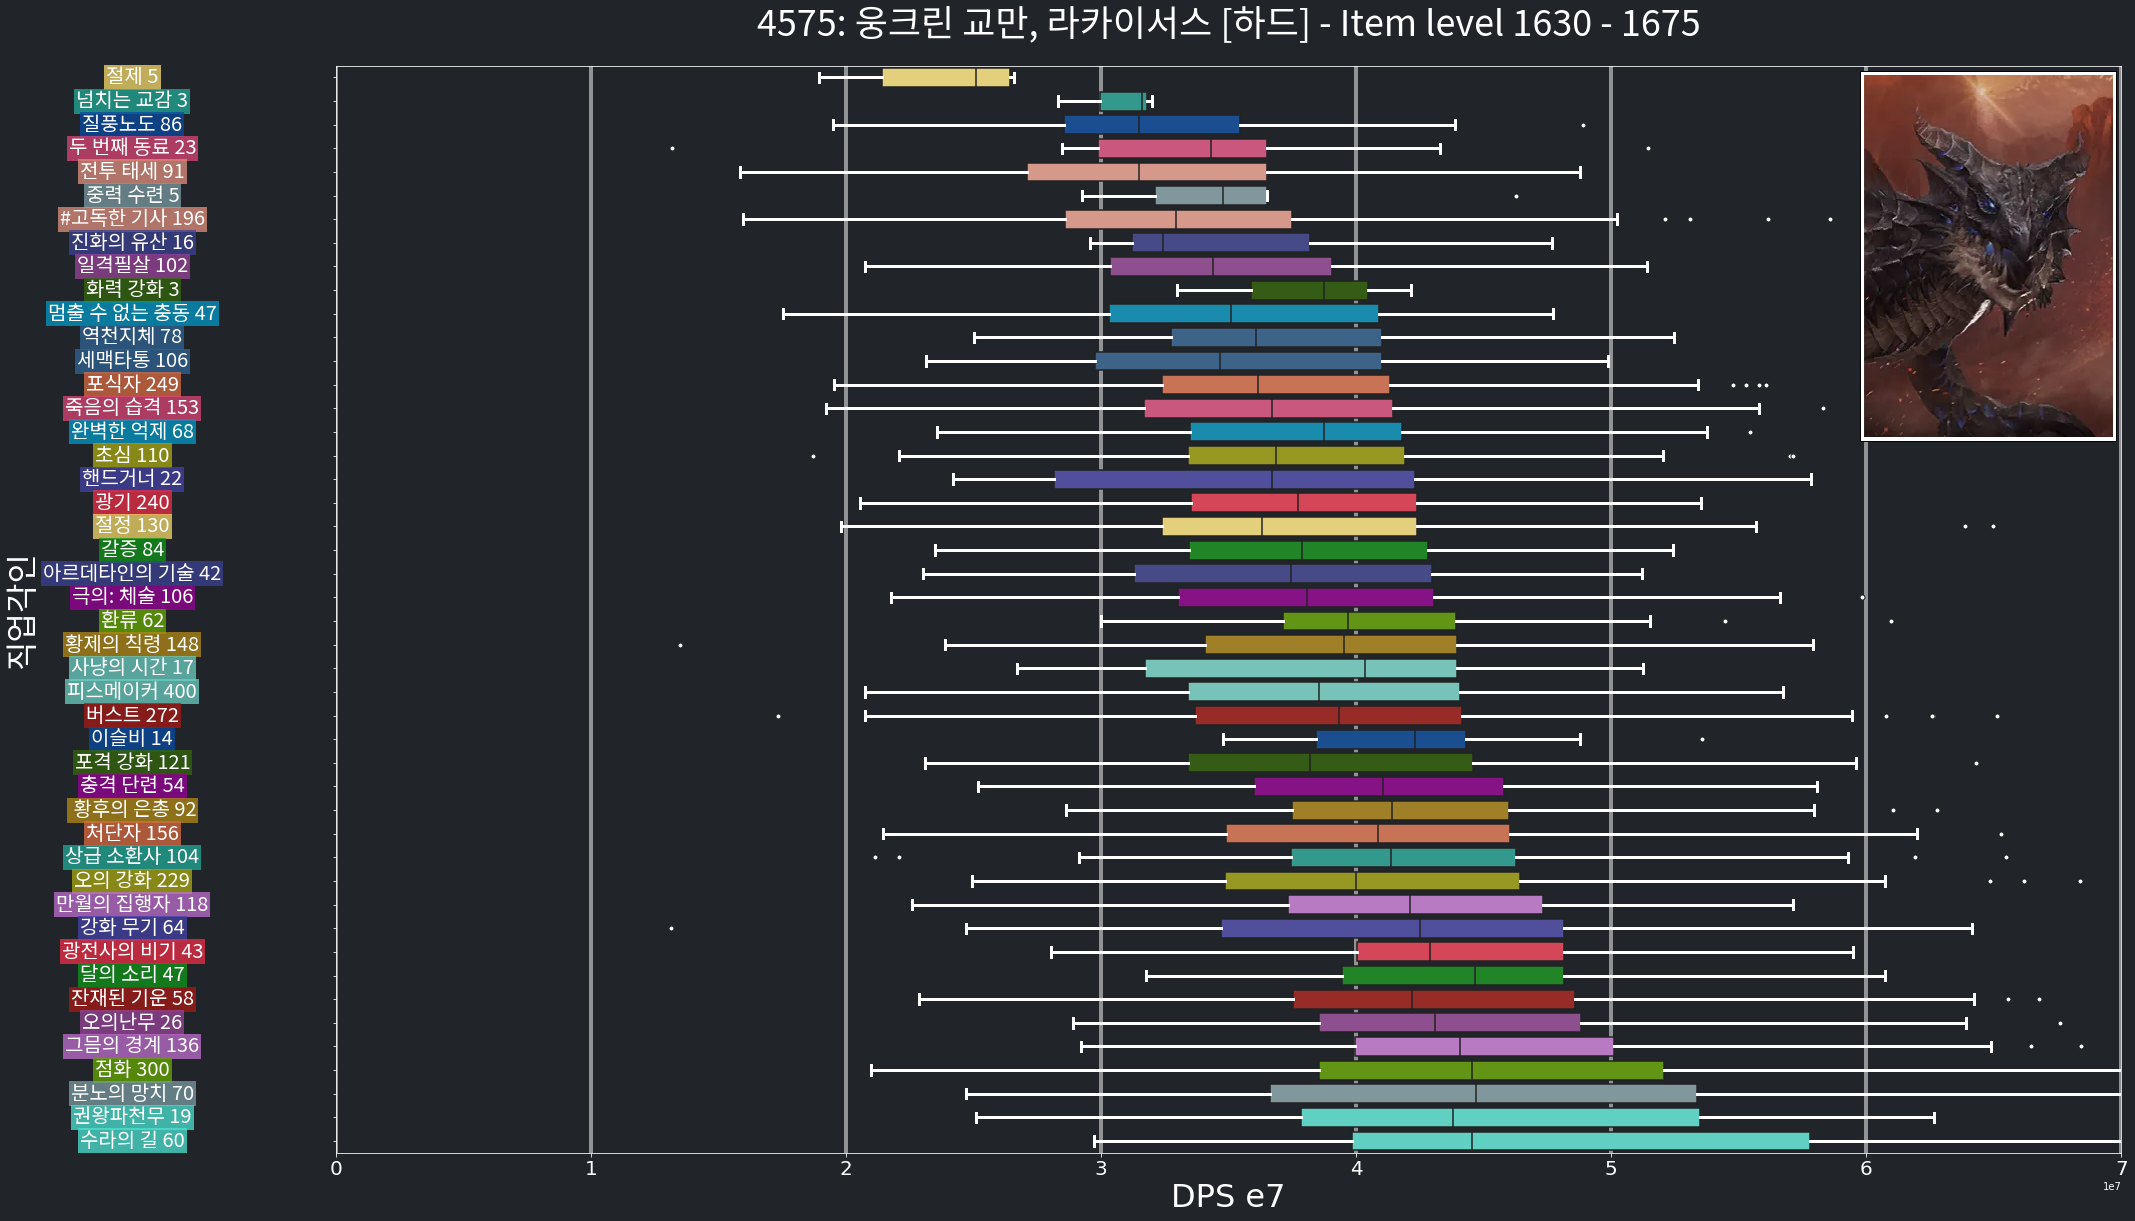 4575: 웅크린 교만, 라카이서스 [하드] - Item level 1630 - 1675
절제 5
넘치는 교감 3
질풍노도 86
두 번째 동료 23
전투 태세 91
중력 수련 5
#고독한 기사 196
진화의 유산 16
일격필살 102
화력 강화 3
멈출 수 없는 충동 47
역천지체 78
세맥타통 106
포식자 249
죽음의 습격 153
완벽한 억제 68
초심 110
핸드거너 22
광기 240
절정 130
갈증 84
아르데타인의 기술 42
극의: 체술 106
환류 62
황제의 칙령 148
사냥의 시간 17
피스메이커 400
버스트 272
이슬비 14
포격 강화 121
충격 단련 54
황후의 은총 92
처단자 156
상급 소환사 104
오의 강화 229
만월의 집행자 118
강화 무기 64
광전사의 비기 43
달의 소리 47
잔재된 기운 58
오의난무 26
그믐의 경계 136
점화 300
분노의 망치 70
권왕파천무 19
수라의 길 60
직업각인
0 1 2 3 4 5 6 7
1e7
DPS e7